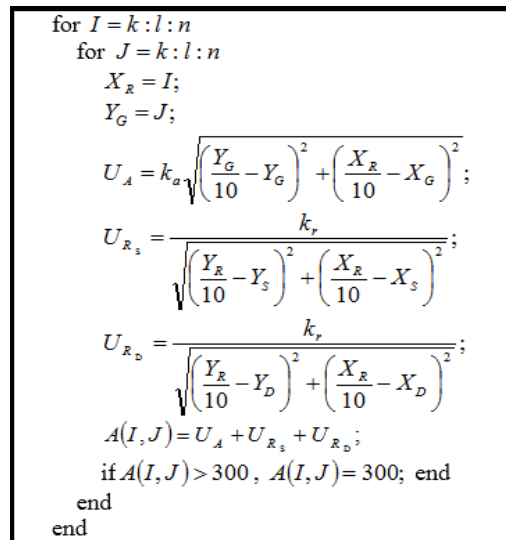 for I = k : l : n
for J = k : l : n
X_R = I;
Y_G = J;
U_A = k_a √((Y_G/10 − Y_G)² + (X_R/10 − X_G)²);
U_{R_S} = k_r / √((Y_R/10 − Y_S)² + (X_R/10 − X_S)²);
U_{R_D} = k_r / √((Y_R/10 − Y_D)² + (X_R/10 − X_D)²);
A(I,J) = U_A + U_{R_S} + U_{R_D};
if A(I,J) > 300 , A(I,J) = 300; end
end
end